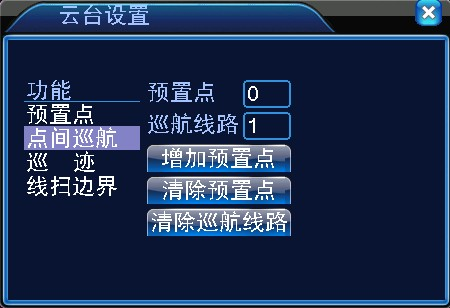 云台设置
功能
预置点
点间巡航
巡 迹
线扫边界
预置点 0
巡航线路 1
增加预置点
清除预置点
清除巡航线路